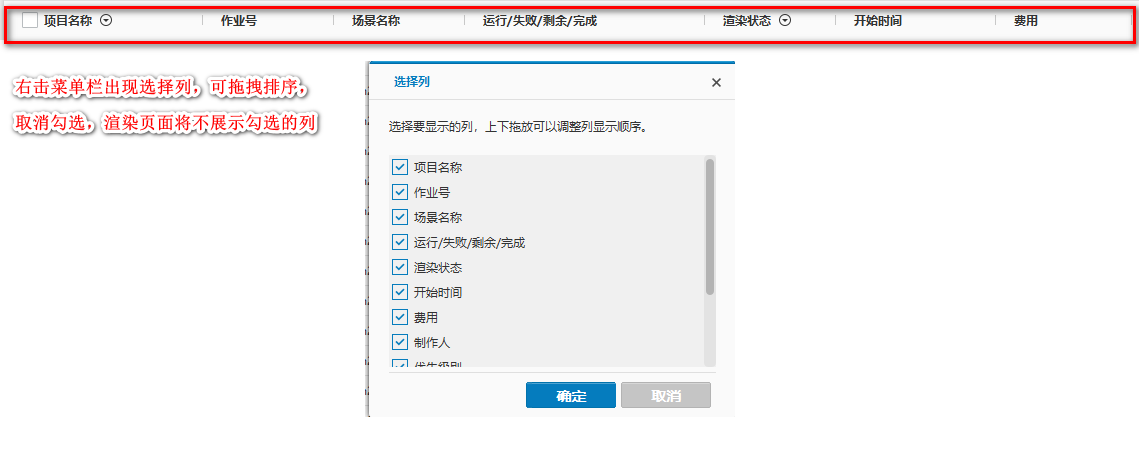 项目名称 作业号 场景名称 运行/失败/剩余/完成 渲染状态 开始时间 费用
右击菜单栏出现选择列，可拖拽排序，
取消勾选，渲染页面将不展示勾选的列
选择列
选择要显示的列，上下拖放可以调整列显示顺序。
项目名称
作业号
场景名称
运行/失败/剩余/完成
渲染状态
开始时间
费用
制作人
优先级别
确定 取消